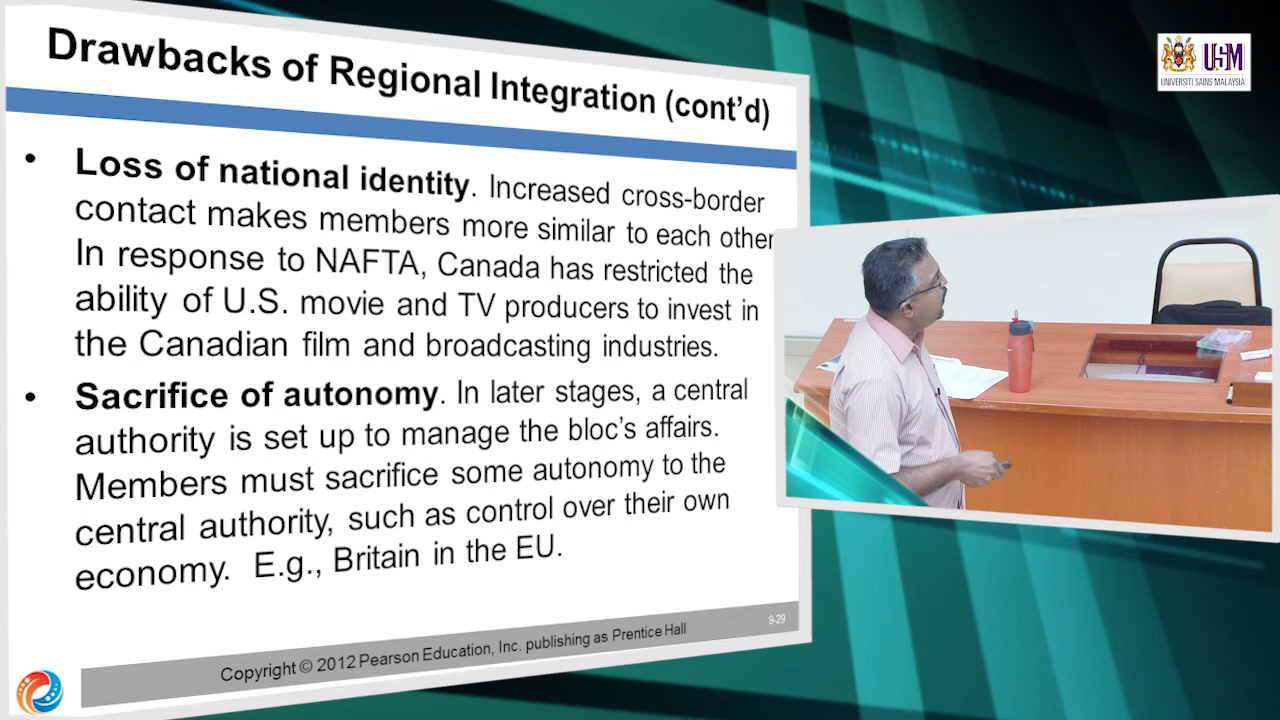 Drawbacks of Regional Integration (cont'd)
• Loss of national identity. Increased cross-border
contact makes members more similar to each other
In response to NAFTA, Canada has restricted the
ability of U.S. movie and TV producers to invest in
the Canadian film and broadcasting industries.
• Sacrifice of autonomy. In later stages, a central
authority is set up to manage the bloc's affairs.
Members must sacrifice some autonomy to the
central authority, such as control over their own
economy. E.g., Britain in the EU.
Copyright © 2012 Pearson Education, Inc. publishing as Prentice Hall
9-29
USM
UNIVERSITI SAINS MALAYSIA